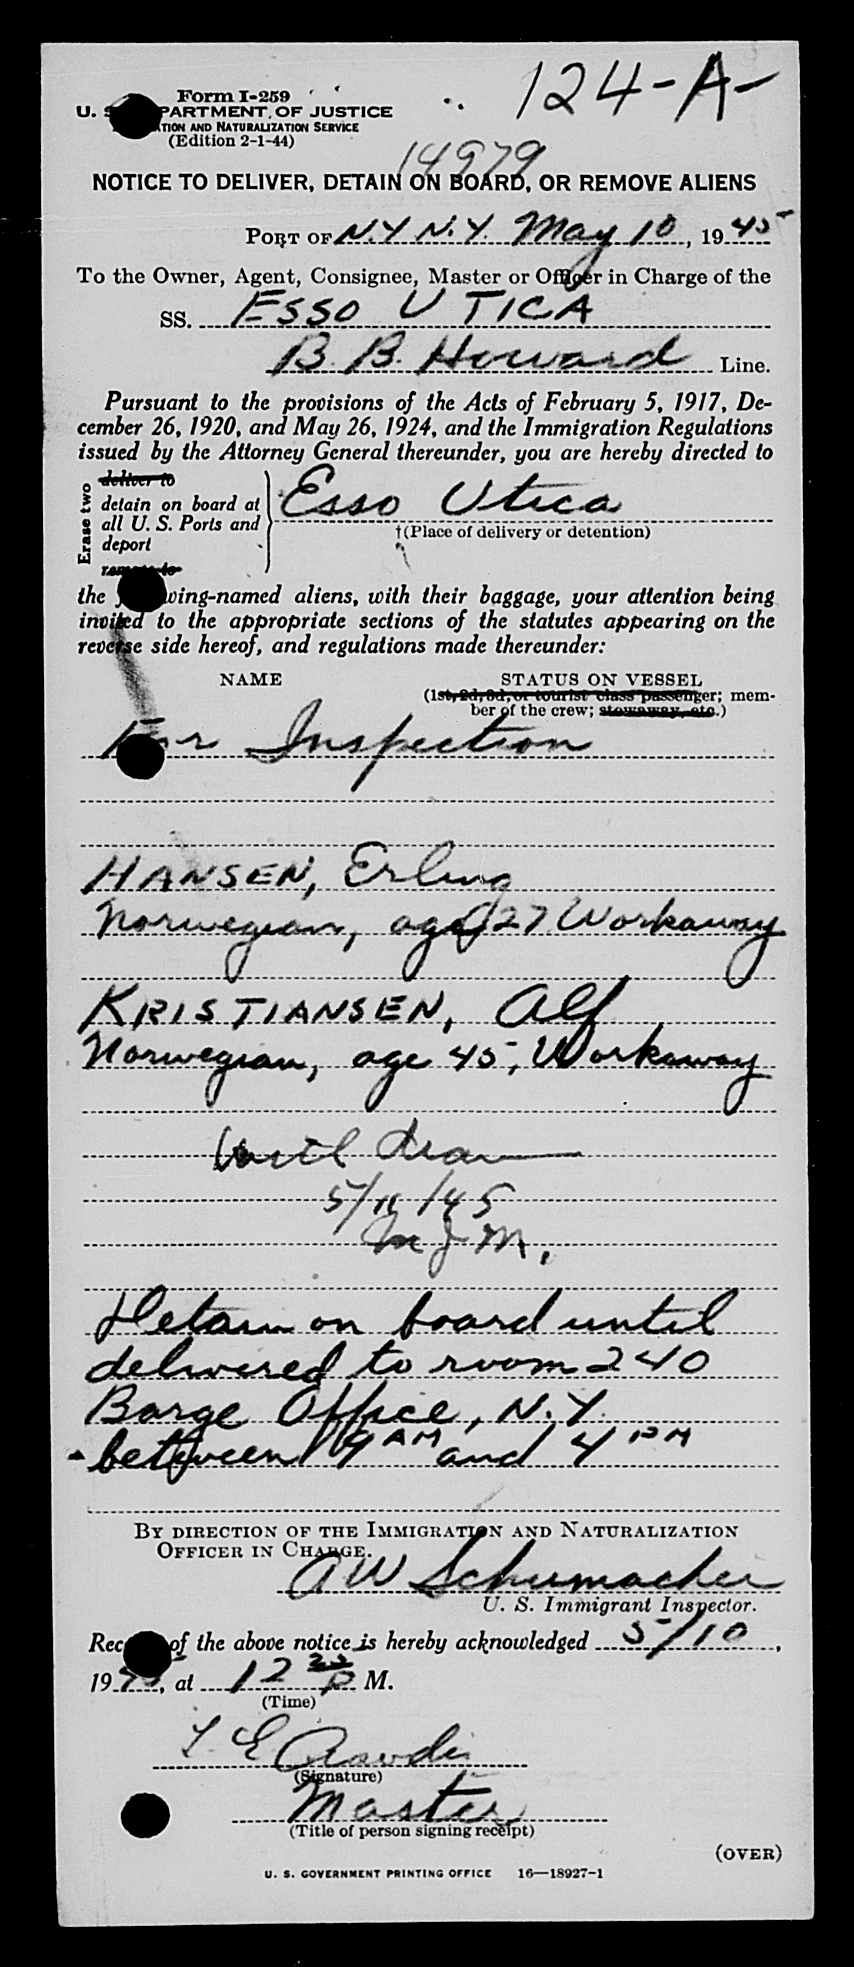 Form I-259
124-A-
U. S. DEPARTMENT OF JUSTICE
TION AND NATURALIZATION SERVICE
(Edition 2-1-44)
14979
NOTICE TO DELIVER, DETAIN ON BOARD, OR REMOVE ALIENS
PORT OF N.Y. N.Y. May 10, 1945
To the Owner, Agent, Consignee, Master or Officer in Charge of the
SS. ESSO UTICA
B. B. Howard Line.
Pursuant to the provisions of the Acts of February 5, 1917, De-
cember 26, 1920, and May 26, 1924, and the Immigration Regulations
issued by the Attorney General thereunder, you are hereby directed to
Erase two
deliver to
detain on board at
all U. S. Ports and
deport
remove to
Esso Utica
†(Place of delivery or detention)
the following-named aliens, with their baggage, your attention being
invited to the appropriate sections of the statutes appearing on the
reverse side hereof, and regulations made thereunder:
NAME STATUS ON VESSEL
(1st, 2d, 3d, or tourist class passenger; mem-
ber of the crew; stowaway, etc.)
For Inspection
HANSEN, Erling
Norwegian, age 27 Workaway
KRISTIANSEN, Alf
Norwegian, age 45, Workaway
5/11/45
M.
Detain on board until
delivered to room 240
Barge Office, N.Y.
between 9 AM and 4 PM
BY DIRECTION OF THE IMMIGRATION AND NATURALIZATION
OFFICER IN CHARGE.
A W Schumacher
U. S. Immigrant Inspector.
Receipt of the above notice is hereby acknowledged 5/10,
1945, at 12 25 P M.
(Time)
(Signature)
Master
(Title of person signing receipt)
(OVER)
U. S. GOVERNMENT PRINTING OFFICE 16—18927-1